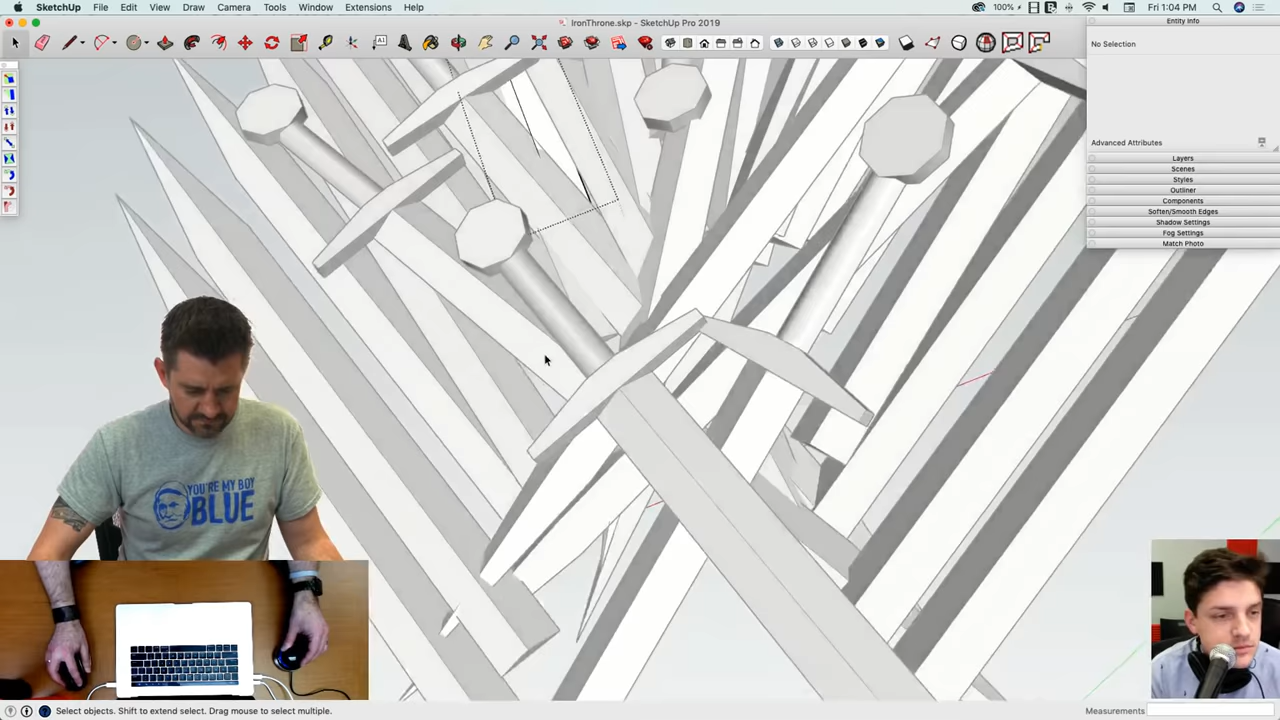 SketchUp File Edit View Draw Camera Tools Window Extensions Help
100% Fri 1:04 PM
IronThrone.skp - SketchUp Pro 2019
Entity Info
No Selection
Advanced Attributes
Layers
Scenes
Styles
Outliner
Components
Soften/Smooth Edges
Shadow Settings
Fog Settings
Match Photo
YOU'RE MY BOY
BLUE
Select objects. Shift to extend select. Drag mouse to select multiple.
Measurements